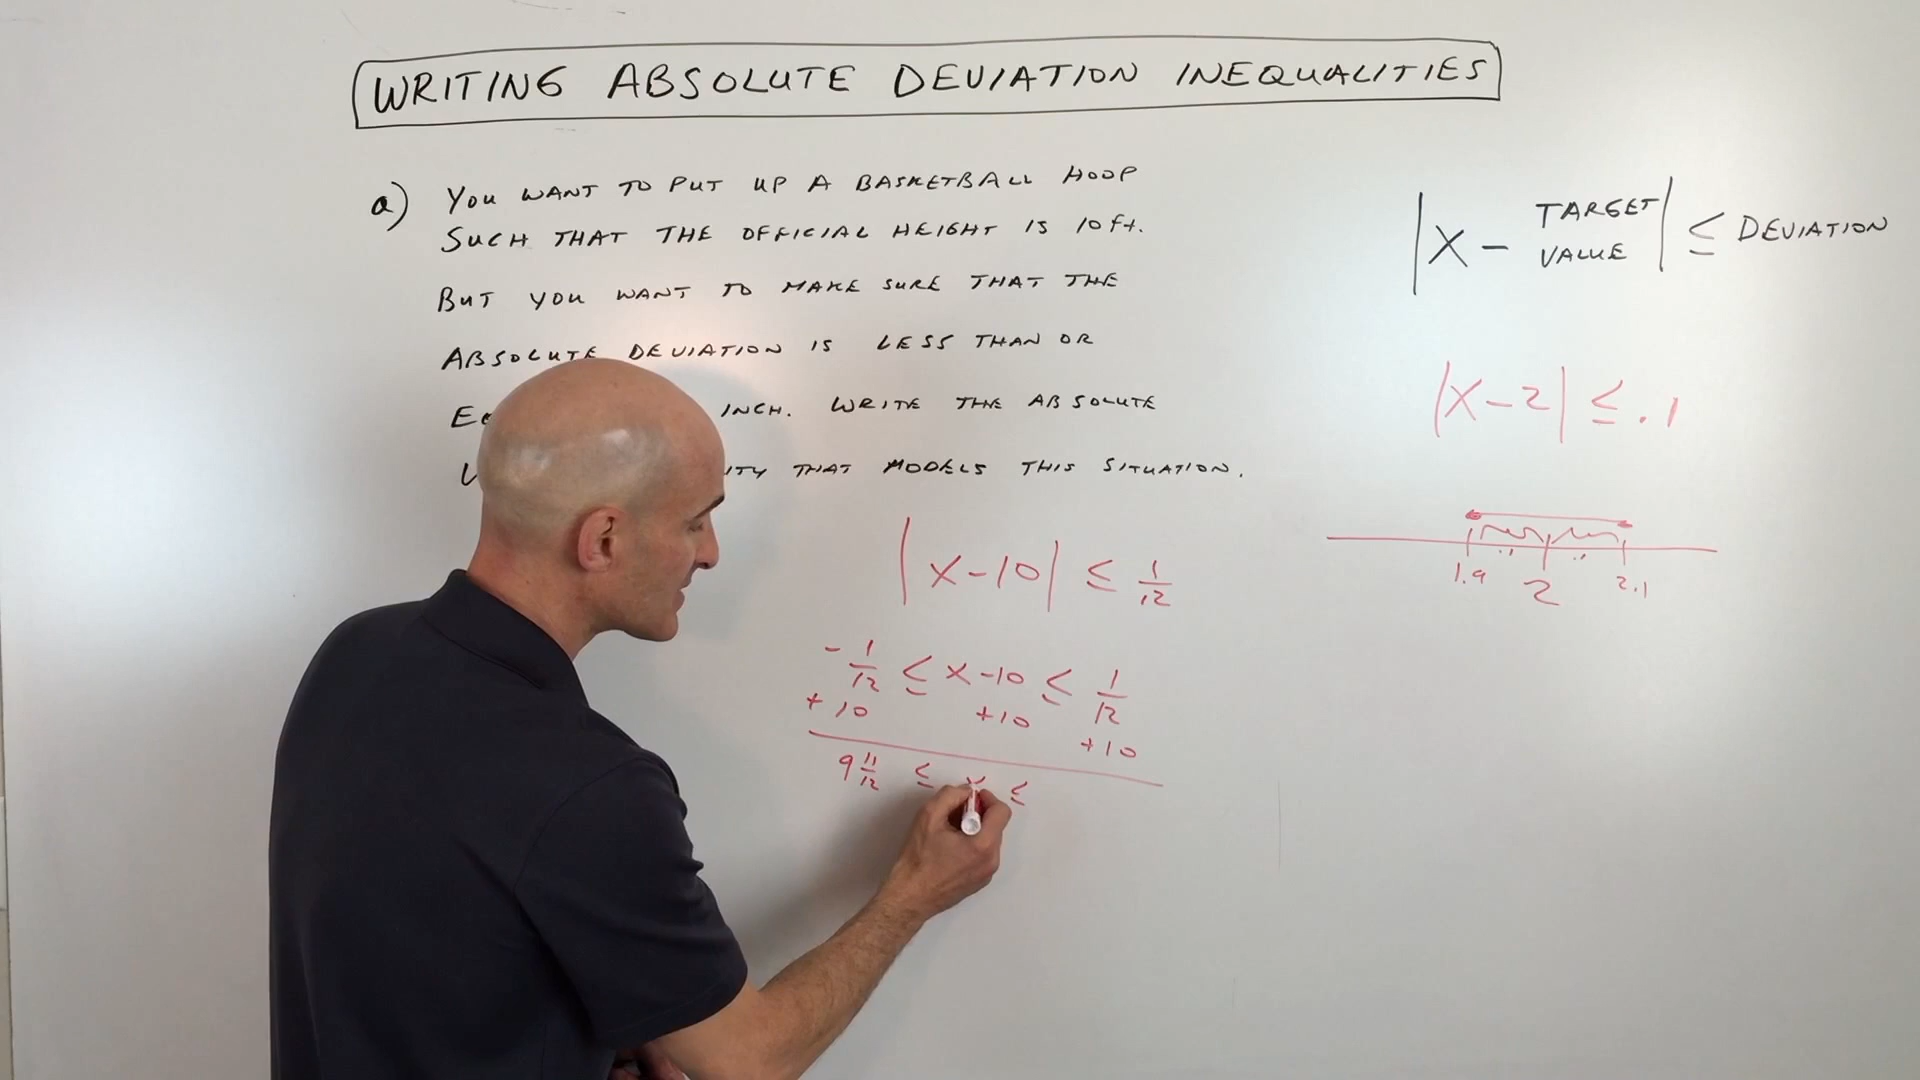 WRITING ABSOLUTE DEVIATION INEQUALITIES
a) YOU WANT TO PUT UP A BASKETBALL HOOP
SUCH THAT THE OFFICIAL HEIGHT IS 10 ft.
BUT YOU WANT TO MAKE SURE THAT THE
ABSOLUTE DEVIATION IS LESS THAN OR
INCH. WRITE THE ABSOLUTE
THAT MODELS THIS SITUATION.
|x-10| ≤ 1/12
- 1/12 ≤ x-10 ≤ 1/12
+ 10 +10 +10
9 11/12 ≤ x ≤
|X - TARGET VALUE| ≤ DEVIATION
|X-2| ≤ .1
.1 .1
1.9 2 2.1